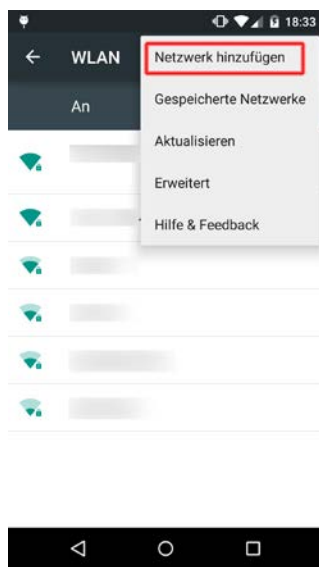 18:33
WLAN
Netzwerk hinzufügen
An
Gespeicherte Netzwerke
Aktualisieren
Erweitert
Hilfe & Feedback